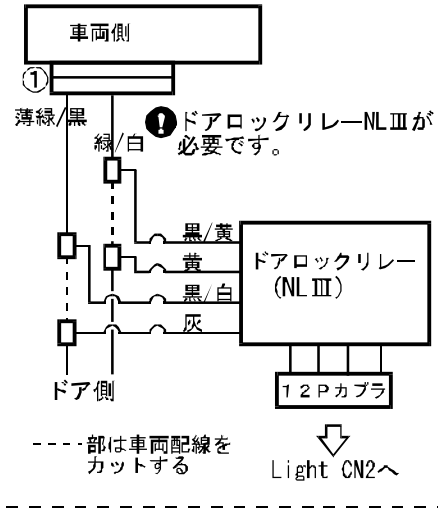 車両側
①
薄緑/黒
緑/白
!ドアロックリレーNLⅢが
必要です。
黒/黄
黄
黒/白
灰
ドアロックリレー
(NLⅢ)
ドア側
12Pカプラ
----部は車両配線を
カットする
Light CN2へ